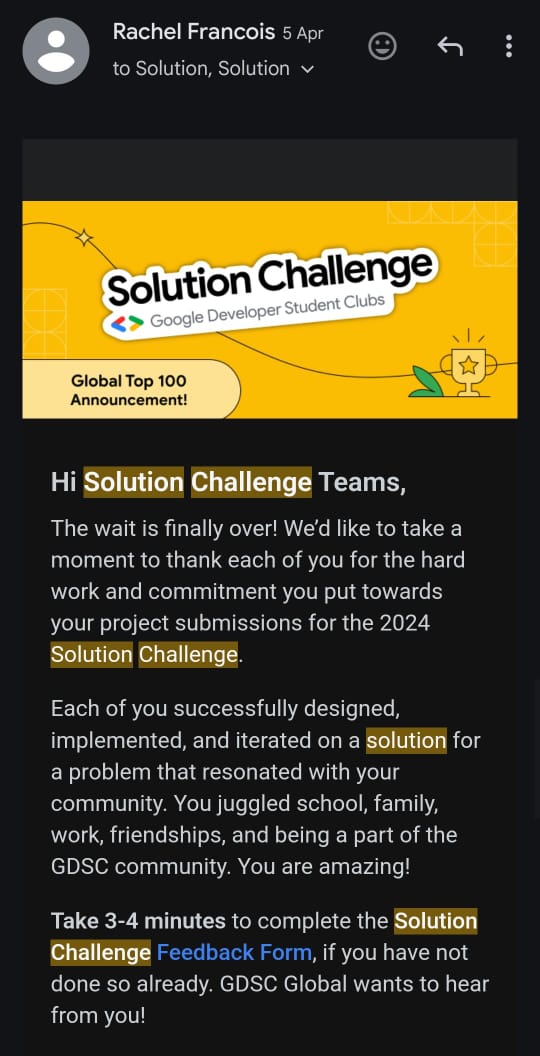 Rachel Francois 5 Apr
to Solution, Solution
Solution Challenge
Google Developer Student Clubs
Global Top 100
Announcement!
Hi Solution Challenge Teams,
The wait is finally over! We’d like to take a
moment to thank each of you for the hard
work and commitment you put towards
your project submissions for the 2024
Solution Challenge.
Each of you successfully designed,
implemented, and iterated on a solution for
a problem that resonated with your
community. You juggled school, family,
work, friendships, and being a part of the
GDSC community. You are amazing!
Take 3-4 minutes to complete the Solution
Challenge Feedback Form, if you have not
done so already. GDSC Global wants to hear
from you!